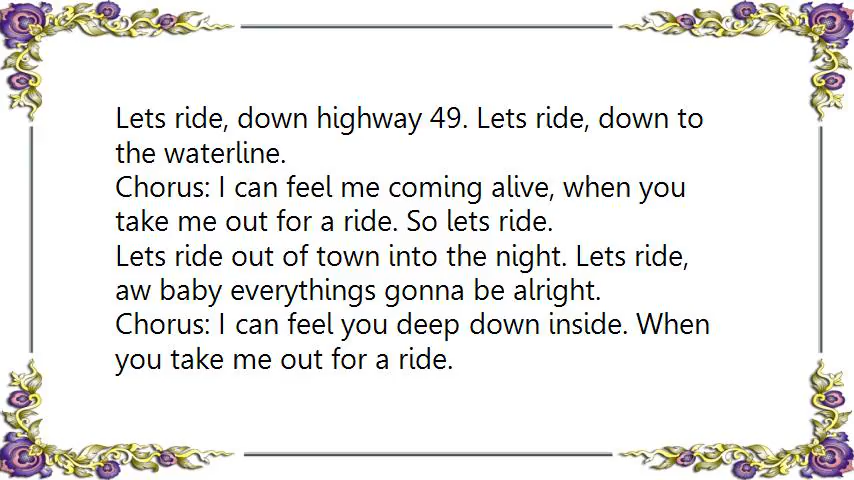 Lets ride, down highway 49. Lets ride, down to
the waterline.
Chorus: I can feel me coming alive, when you
take me out for a ride. So lets ride.
Lets ride out of town into the night. Lets ride,
aw baby everythings gonna be alright.
Chorus: I can feel you deep down inside. When
you take me out for a ride.